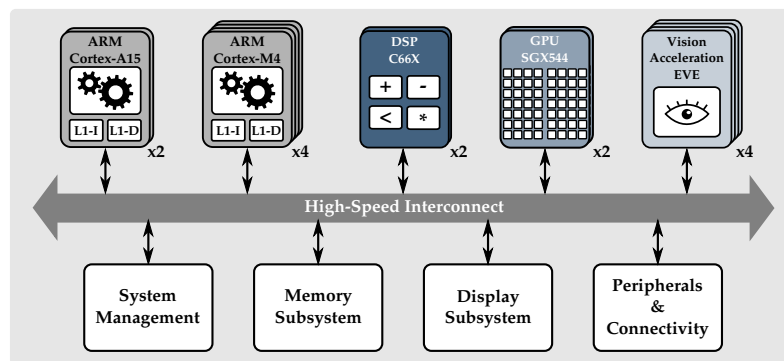 ARM
Cortex-A15
L1-I
L1-D
x2
ARM
Cortex-M4
L1-I
L1-D
x4
DSP
C66X
+
-
<
*
x2
GPU
SGX544
x2
Vision
Acceleration
EVE
x4
High-Speed Interconnect
System
Management
Memory
Subsystem
Display
Subsystem
Peripherals
&
Connectivity